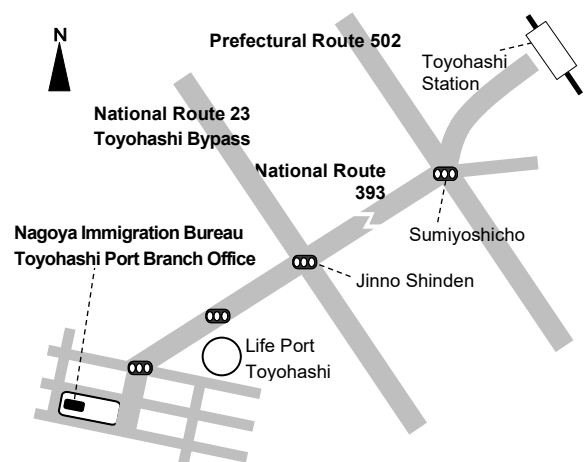 N
Prefectural Route 502
Toyohashi
Station
National Route 23
Toyohashi Bypass
National Route
393
Sumiyoshicho
Nagoya Immigration Bureau
Toyohashi Port Branch Office
Jinno Shinden
Life Port
Toyohashi